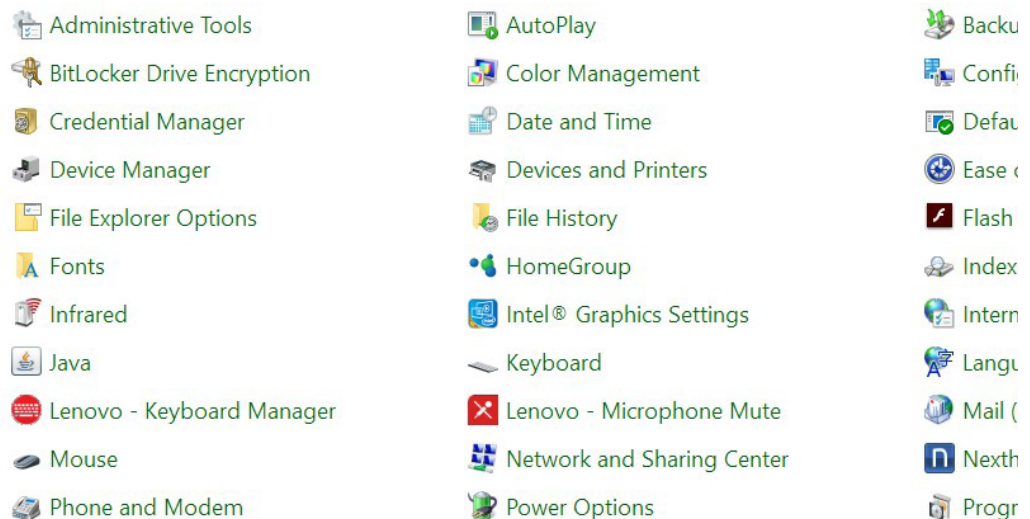 Administrative Tools
AutoPlay
Backu
BitLocker Drive Encryption
Color Management
Confi
Credential Manager
Date and Time
Defau
Device Manager
Devices and Printers
Ease
File Explorer Options
File History
Flash
Fonts
HomeGroup
Index
Infrared
Intel® Graphics Settings
Intern
Java
Keyboard
Langu
Lenovo - Keyboard Manager
Lenovo - Microphone Mute
Mail (
Mouse
Network and Sharing Center
Nexth
Phone and Modem
Power Options
Progr